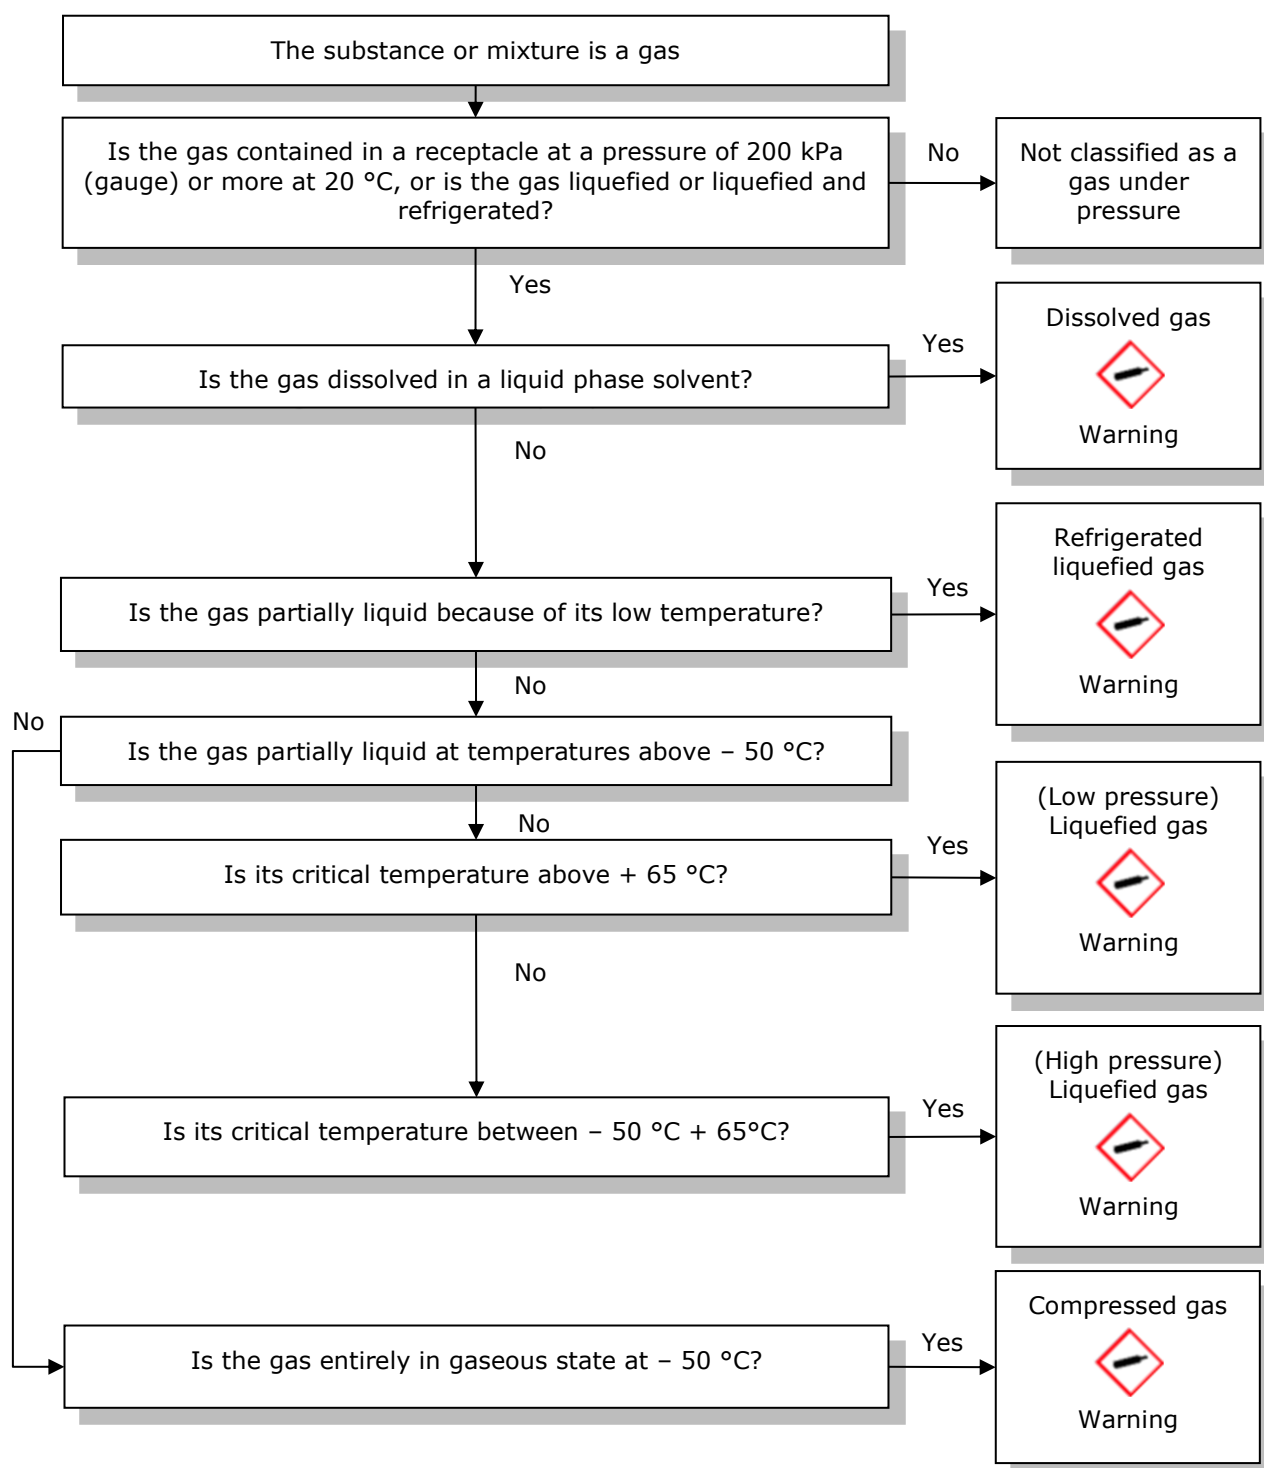 The substance or mixture is a gas
Is the gas contained in a receptacle at a pressure of 200 kPa
(gauge) or more at 20 °C, or is the gas liquefied or liquefied and
refrigerated?
No
Not classified as a
gas under
pressure
Yes
Dissolved gas
Warning
Yes
Is the gas dissolved in a liquid phase solvent?
No
Refrigerated
liquefied gas
Warning
Yes
Is the gas partially liquid because of its low temperature?
No
No
Is the gas partially liquid at temperatures above – 50 °C?
(Low pressure)
Liquefied gas
Warning
No
Yes
Is its critical temperature above + 65 °C?
No
(High pressure)
Liquefied gas
Warning
Yes
Is its critical temperature between – 50 °C + 65°C?
Compressed gas
Warning
Yes
Is the gas entirely in gaseous state at – 50 °C?